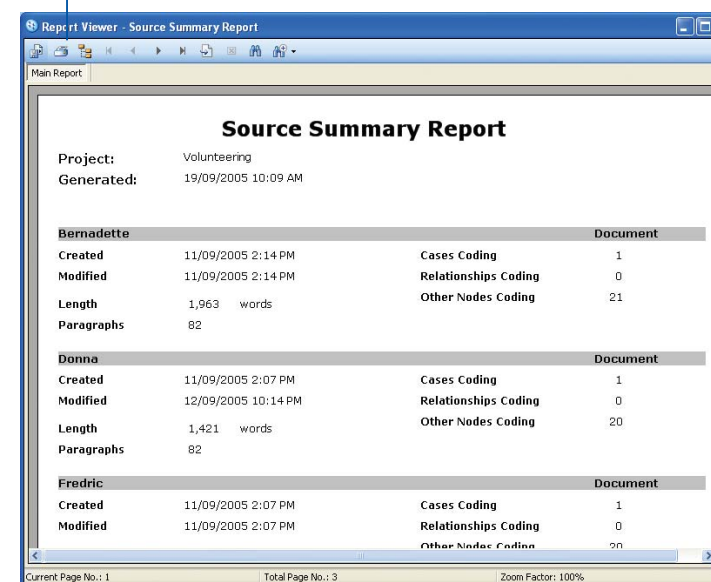 Report Viewer - Source Summary Report
Main Report
Source Summary Report
Project: Volunteering
Generated: 19/09/2005 10:09 AM
Bernadette Document
Created 11/09/2005 2:14 PM Cases Coding 1
Modified 11/09/2005 2:14 PM Relationships Coding 0
Length 1,963 words Other Nodes Coding 21
Paragraphs 82
Donna Document
Created 11/09/2005 2:07 PM Cases Coding 1
Modified 12/09/2005 10:14 PM Relationships Coding 0
Length 1,421 words Other Nodes Coding 20
Paragraphs 82
Fredric Document
Created 11/09/2005 2:07 PM Cases Coding 1
Modified 11/09/2005 2:07 PM Relationships Coding 0
Other Nodes Coding 20
Current Page No.: 1 Total Page No.: 3 Zoom Factor: 100%